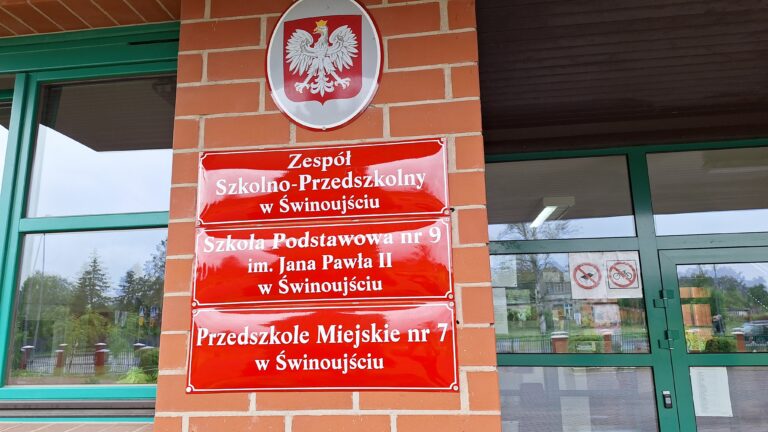 Zespół
Szkolno-Przedszkolny
w Świnoujściu
Szkoła Podstawowa nr 9
im. Jana Pawła II
w Świnoujściu
Przedszkole Miejskie nr 7
w Świnoujściu